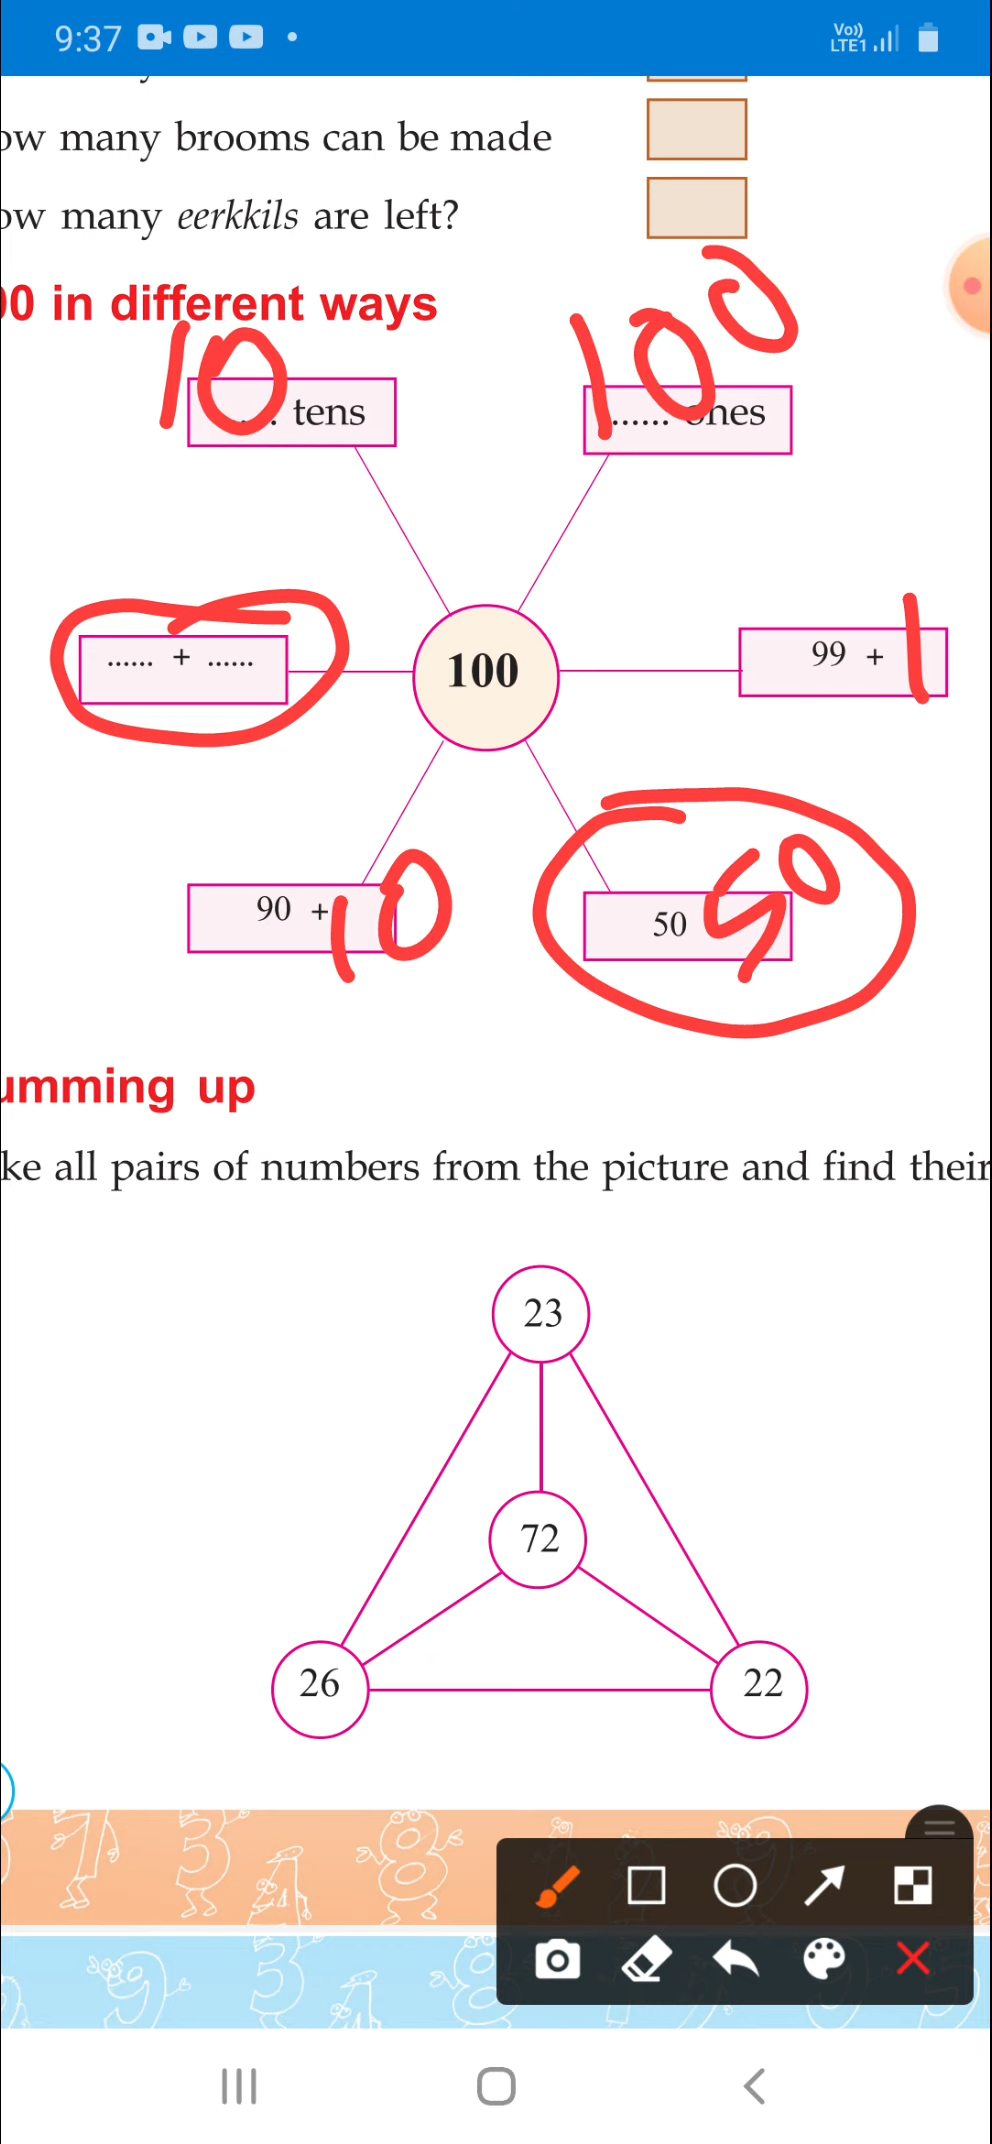 9:37
Vo))
LTE1
ow many brooms can be made
ow many eerkkils are left?
00 in different ways
10 tens
100
...... ones
...... + ......
100
99 + 1
90 + 10
50 50
umming up
ke all pairs of numbers from the picture and find their
23
72
26
22